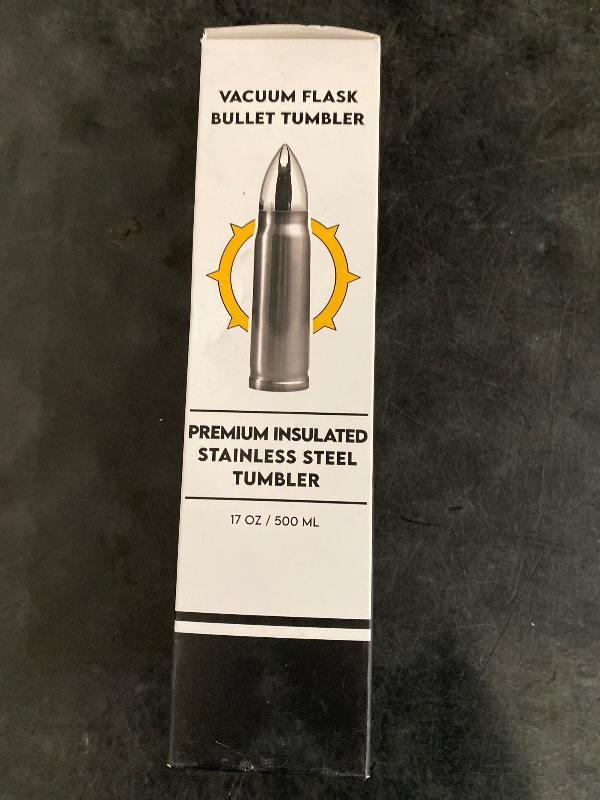 VACUUM FLASK
BULLET TUMBLER
PREMIUM INSULATED
STAINLESS STEEL
TUMBLER
17 OZ / 500 ML